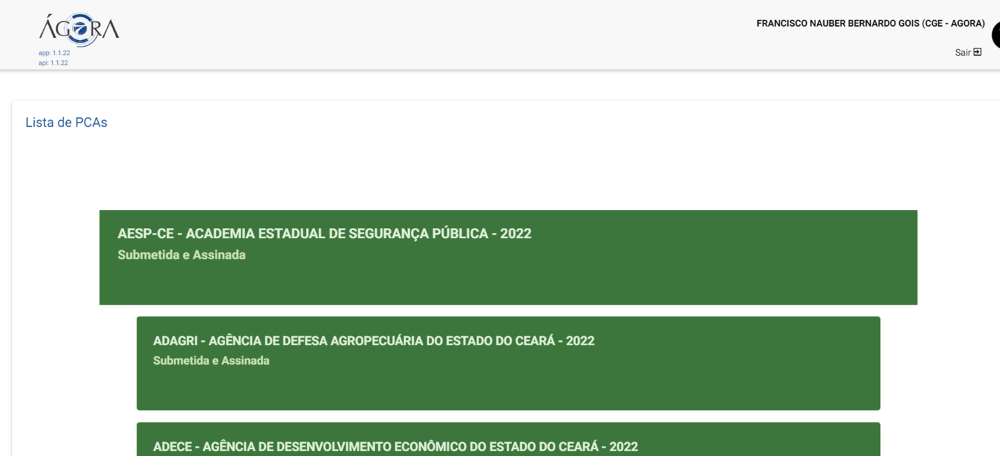 ÁGORA
FRANCISCO NAUBER BERNARDO GOIS (CGE - AGORA)
app: 1.1.22
api: 1.1.22
Sair
Lista de PCAs
AESP-CE - ACADEMIA ESTADUAL DE SEGURANÇA PÚBLICA - 2022
Submetida e Assinada
ADAGRI - AGÊNCIA DE DEFESA AGROPECUÁRIA DO ESTADO DO CEARÁ - 2022
Submetida e Assinada
ADECE - AGÊNCIA DE DESENVOLVIMENTO ECONÔMICO DO ESTADO DO CEARÁ - 2022